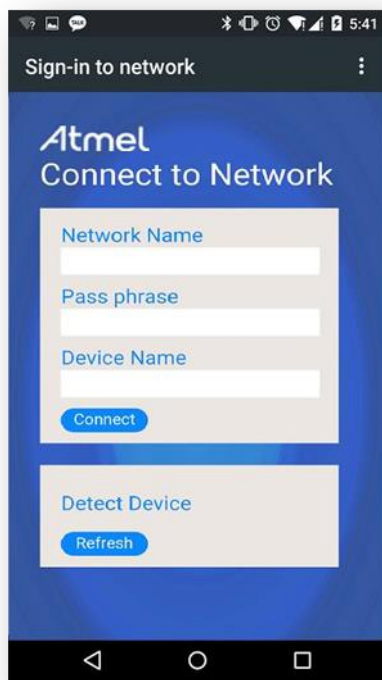 TALK
5:41
Sign-in to network
Atmel
Connect to Network
Network Name
Pass phrase
Device Name
Connect
Detect Device
Refresh